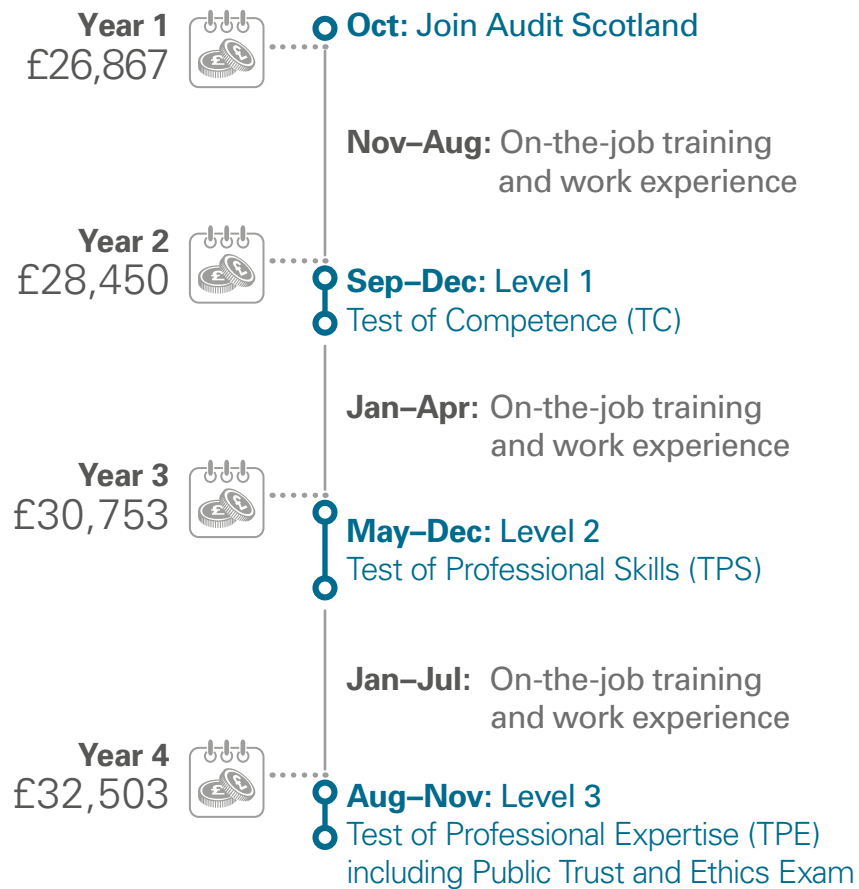 Year 1
£26,867
Oct: Join Audit Scotland
Nov–Aug: On-the-job training
and work experience
Year 2
£28,450
Sep–Dec: Level 1
Test of Competence (TC)
Jan–Apr: On-the-job training
and work experience
Year 3
£30,753
May–Dec: Level 2
Test of Professional Skills (TPS)
Jan–Jul: On-the-job training
and work experience
Year 4
£32,503
Aug–Nov: Level 3
Test of Professional Expertise (TPE)
including Public Trust and Ethics Exam